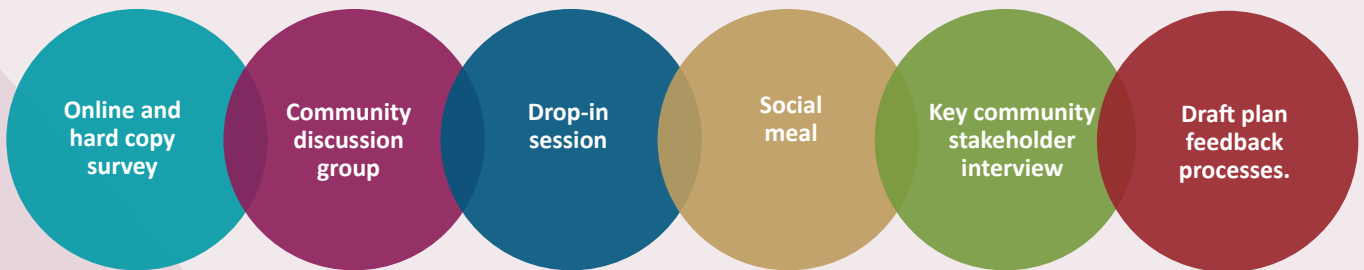 Online and
hard copy
survey
Community
discussion
group
Drop-in
session
Social
meal
Key community
stakeholder
interview
Draft plan
feedback
processes.